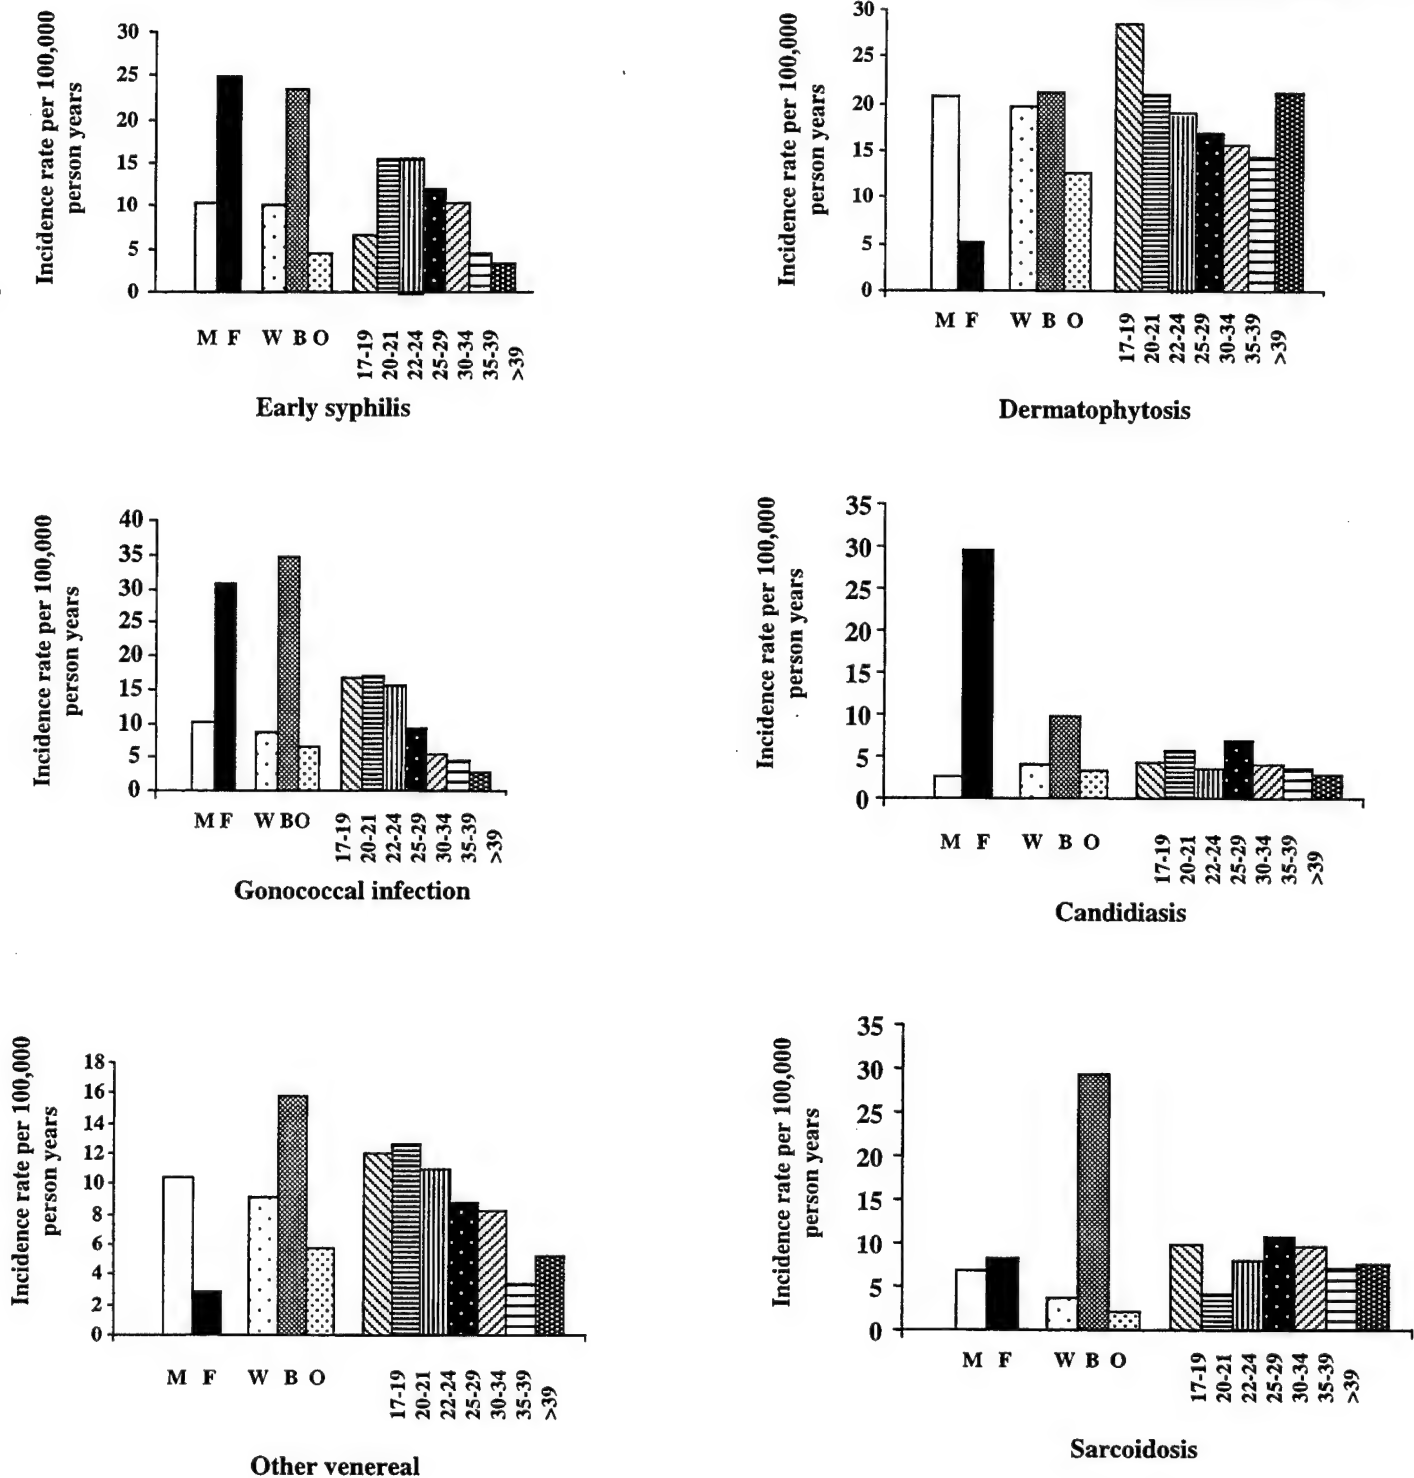 Incidence rate per 100,000
person years
30
25
20
15
10
5
0
M F W B O 17-19 20-21 22-24 25-29 30-34 35-39 >39
Early syphilis
Incidence rate per 100,000
person years
30
25
20
15
10
5
0
M F W B O 17-19 20-21 22-24 25-29 30-34 35-39 >39
Dermatophytosis
Incidence rate per 100,000
person years
40
35
30
25
20
15
10
5
0
M F W B O 17-19 20-21 22-24 25-29 30-34 35-39 >39
Gonococcal infection
Incidence rate per 100,000
person years
35
30
25
20
15
10
5
0
M F W B O 17-19 20-21 22-24 25-29 30-34 35-39 >39
Candidiasis
Incidence rate per 100,000
person years
18
16
14
12
10
8
6
4
2
0
M F W B O 17-19 20-21 22-24 25-29 30-34 35-39 >39
Other venereal
Incidence rate per 100,000
person years
35
30
25
20
15
10
5
0
M F W B O 17-19 20-21 22-24 25-29 30-34 35-39 >39
Sarcoidosis